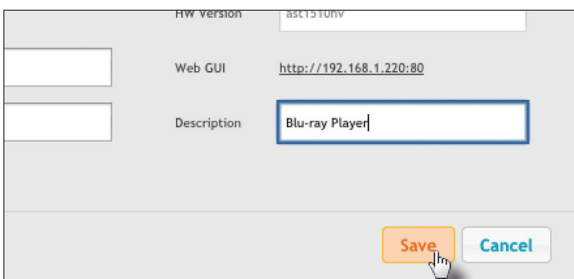 HW Version ast1510hv
Web GUI http://192.168.1.220:80
Description Blu-ray Player
Save Cancel